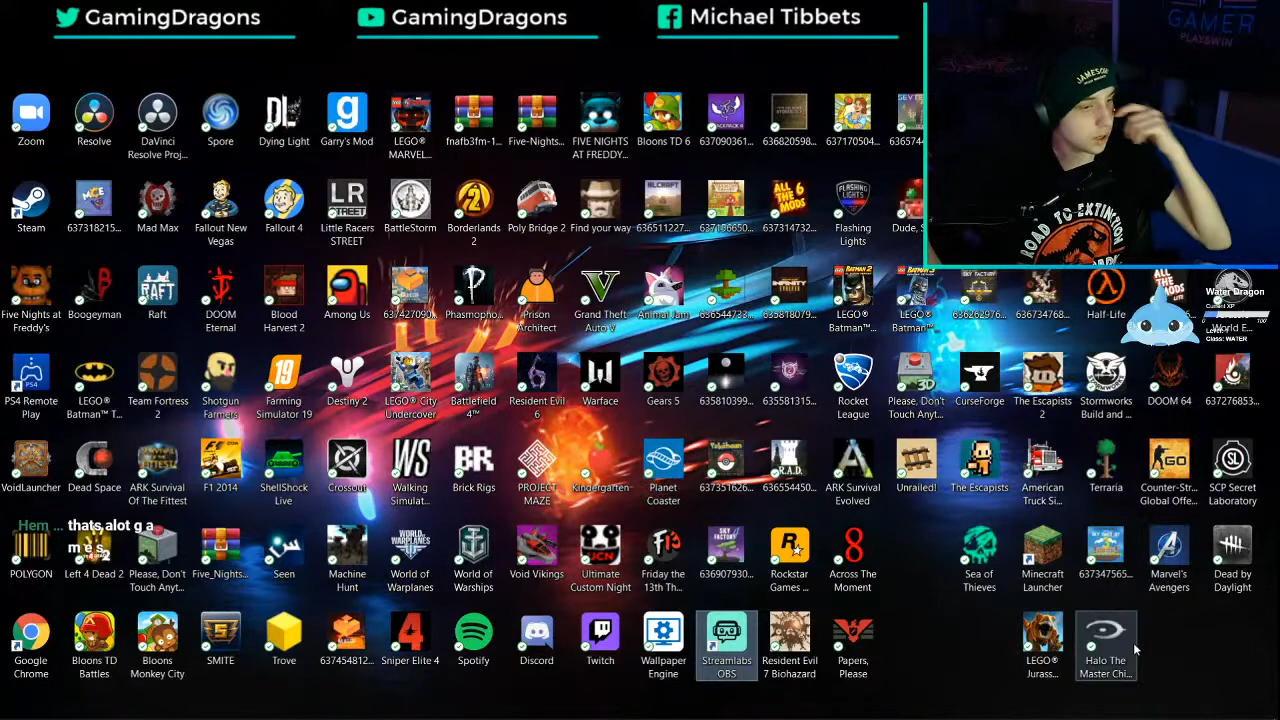 GamingDragons
GamingDragons
Michael Tibbets
GAMER
JAMESON
ROAD TO EXTINCTION
Zoom
Resolve
DaVinci
Resolve Proj...
Spore
Dying Light
Garry's Mod
LEGO®
MARVEL...
fnafb3fm-1...
Five-Nights...
FIVE NIGHTS
AT FREDDY...
Bloons TD 6
637090361...
636820598...
637170504...
Steam
637318215...
Mad Max
Fallout New
Vegas
Fallout 4
Little Racers
STREET
BattleStorm
Borderlands
2
Poly Bridge 2
Find your way
636511227...
637196650...
637314732...
Flashing
Lights
Five Nights at
Freddy's
Boogeyman
Raft
DOOM
Eternal
Blood
Harvest 2
Among Us
637427090...
Phasmopho...
Prison
Architect
Grand Theft
Auto V
Animal Jam
636544733...
635818079...
LEGO®
Batman™...
LEGO®
Batman™...
636262976...
636734768...
Half-Life
Water Dragon
Current XP
Class: WATER
PS4 Remote
Play
LEGO®
Batman™ T...
Team Fortress
2
Shotgun
Farmers
Farming
Simulator 19
Destiny 2
LEGO® City
Undercover
Battlefield
4™
Resident Evil
6
Warface
Gears 5
635810399...
635581315...
Rocket
League
Please, Don't
Touch Anyt...
CurseForge
The Escapists
2
Stormworks
Build and ...
DOOM 64
637276853...
VoidLauncher
Dead Space
ARK Survival
Of The Fittest
F1 2014
ShellShock
Live
Crossout
Walking
Simulat...
Brick Rigs
PROJECT
MAZE
Kindergarten
Planet
Coaster
637351626...
636554450...
ARK Survival
Evolved
Unrailed!
The Escapists
American
Truck Si...
Terraria
Counter-Str...
Global Offe...
SCP Secret
Laboratory
Hem ... thats alot g a
m e s
POLYGON
Left 4 Dead 2
Please, Don't
Touch Anyt...
Five_Nights...
Seen
Machine
Hunt
World of
Warplanes
World of
Warships
Void Vikings
Ultimate
Custom Night
Friday the
13th Th...
636907930...
Rockstar
Games ...
Across The
Moment
Sea of
Thieves
Minecraft
Launcher
637347565...
Marvel's
Avengers
Dead by
Daylight
Google
Chrome
Bloons TD
Battles
Bloons
Monkey City
SMITE
Trove
637454812...
Sniper Elite 4
Spotify
Discord
Twitch
Wallpaper
Engine
Streamlabs
OBS
Resident Evil
7 Biohazard
Papers,
Please
LEGO®
Jurass...
Halo The
Master Chi...